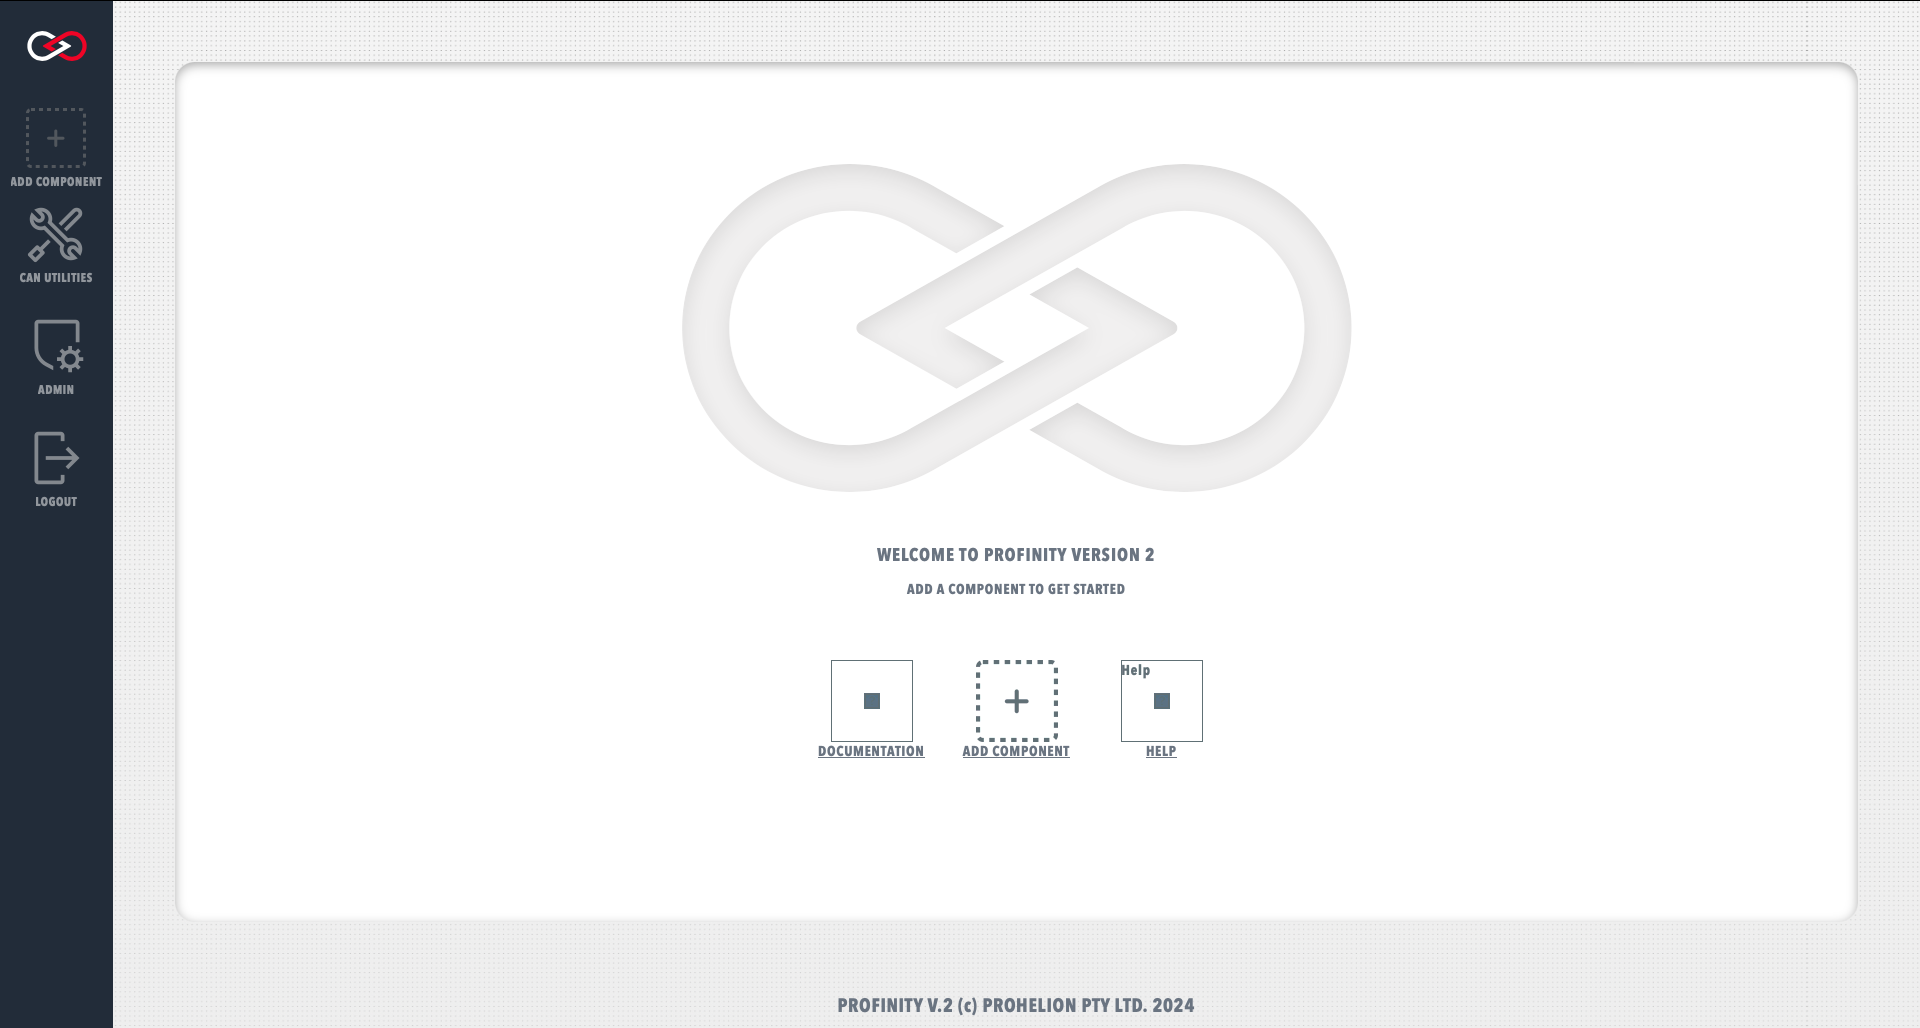 ADD COMPONENT
CAN UTILITIES
ADMIN
LOGOUT
WELCOME TO PROFINITY VERSION 2
ADD A COMPONENT TO GET STARTED
Help
DOCUMENTATION
ADD COMPONENT
HELP
PROFINITY V.2 (c) PROHELION PTY LTD. 2024